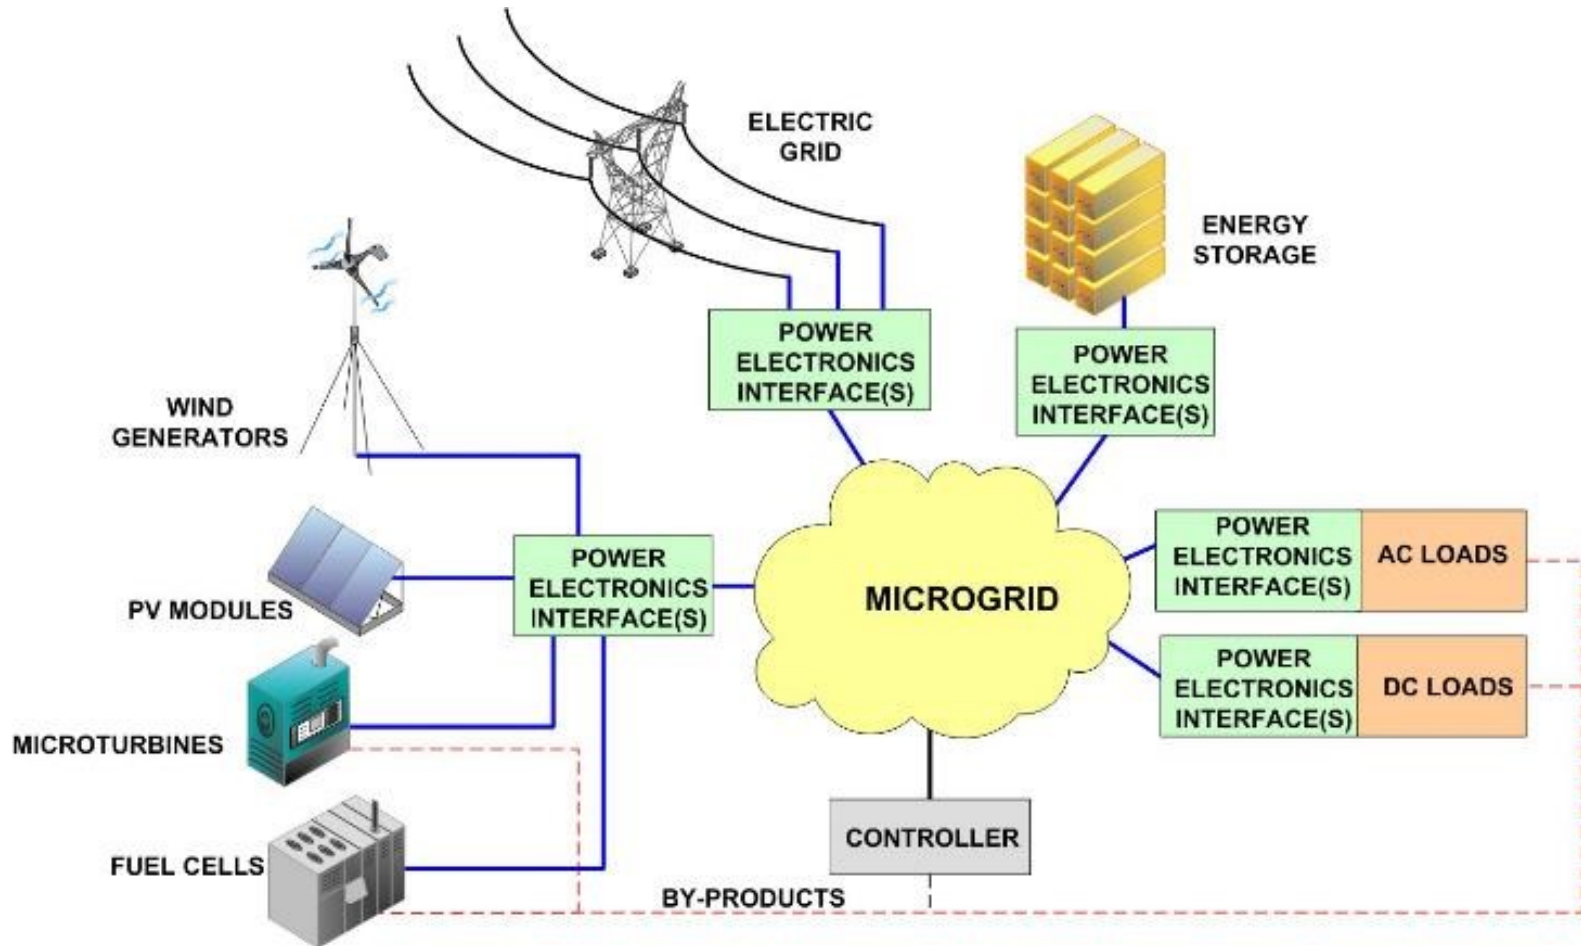 ELECTRIC
GRID
ENERGY
STORAGE
POWER
ELECTRONICS
INTERFACE(S)
POWER
ELECTRONICS
INTERFACE(S)
WIND
GENERATORS
PV MODULES
POWER
ELECTRONICS
INTERFACE(S)
MICROGRID
POWER
ELECTRONICS
INTERFACE(S)
AC LOADS
POWER
ELECTRONICS
INTERFACE(S)
DC LOADS
MICROTURBINES
CONTROLLER
FUEL CELLS
BY-PRODUCTS